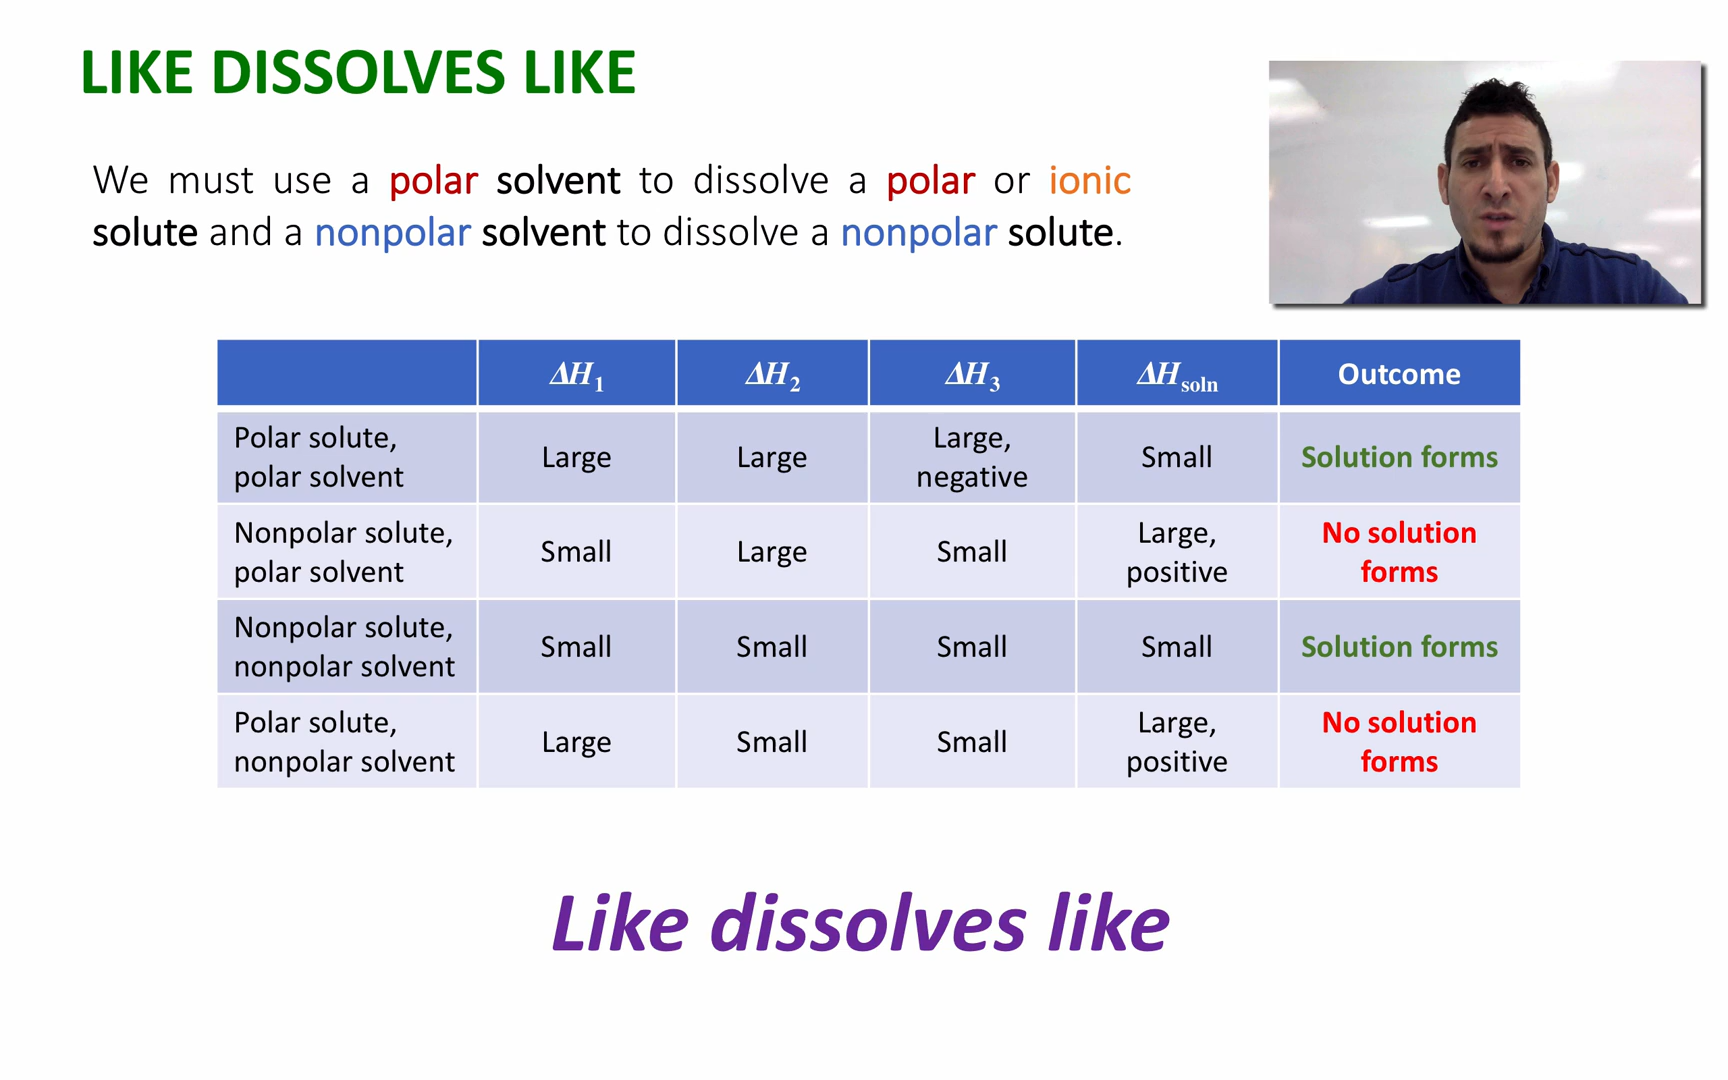 LIKE DISSOLVES LIKE
We must use a polar solvent to dissolve a polar or ionic
solute and a nonpolar solvent to dissolve a nonpolar solute.
ΔH1 ΔH2 ΔH3 ΔHsoln Outcome
Polar solute,
polar solvent
Large
Large
Large,
negative
Small
Solution forms
Nonpolar solute,
polar solvent
Small
Large
Small
Large,
positive
No solution
forms
Nonpolar solute,
nonpolar solvent
Small
Small
Small
Small
Solution forms
Polar solute,
nonpolar solvent
Large
Small
Small
Large,
positive
No solution
forms
Like dissolves like